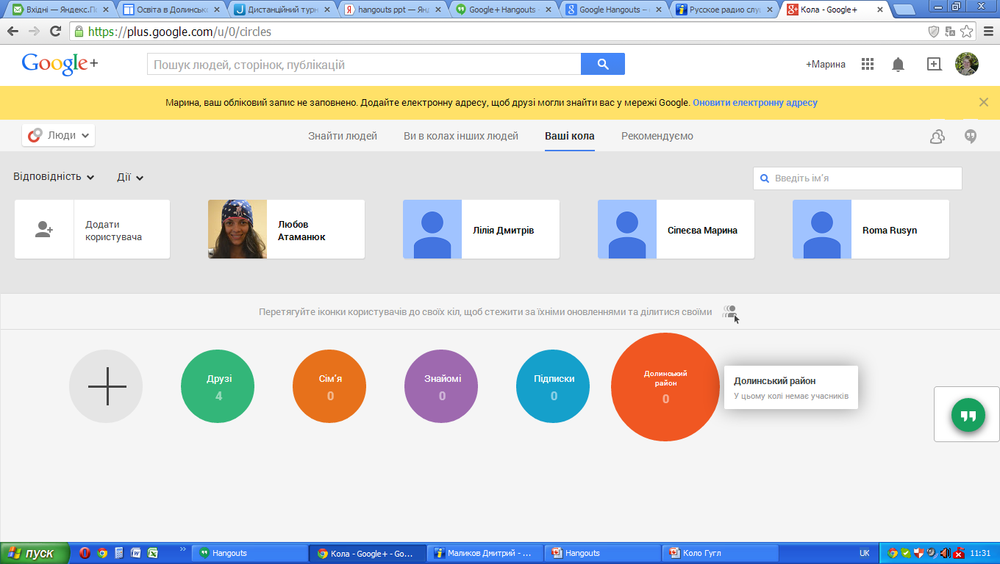 Вхідні — Яндекс.По
Освіта в Долинсько
Дистанційний турн
hangouts ppt — Янд
Google+ Hangouts -
Google Hangouts –
Русское радио слуш
Кола - Google+
https://plus.google.com/u/0/circles
Google+
Пошук людей, сторінок, публікацій
+Марина
Марина, ваш обліковий запис не заповнено. Додайте електронну адресу, щоб друзі могли знайти вас у мережі Google. Оновити електронну адресу
Люди
Знайти людей
Ви в колах інших людей
Ваші кола
Рекомендуємо
Відповідність
Дії
Введіть ім'я
Додати
користувача
Любов
Атаманюк
Лілія Дмитрів
Сіпеєва Марина
Roma Rusyn
Перетягуйте іконки користувачів до своїх кіл, щоб стежити за їхніми оновленнями та ділитися своїми
Друзі
4
Сім'я
0
Знайомі
0
Підписки
0
Долинський
район
0
Долинський район
У цьому колі немає учасників
пуск
Hangouts
Кола - Google+ - Go...
Маликов Дмитрий - ...
Hangouts
Коло Гугл
UK
11:31